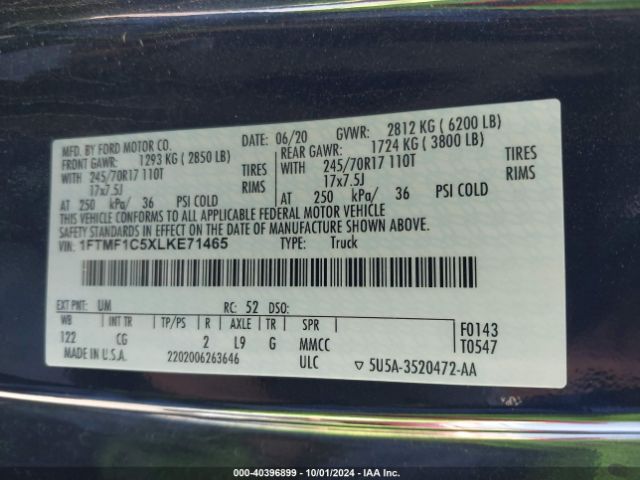 MFD. BY FORD MOTOR CO.
DATE: 06/20 GVWR: 2812 KG ( 6200 LB)
FRONT GAWR: 1293 KG ( 2850 LB)
REAR GAWR: 1724 KG ( 3800 LB)
WITH 245/70R17 110T TIRES
WITH 245/70R17 110T TIRES
17x7.5J RIMS
17x7.5J RIMS
AT 250 kPa/ 36 PSI COLD
AT 250 kPa/ 36 PSI COLD
THIS VEHICLE CONFORMS TO ALL APPLICABLE FEDERAL MOTOR VEHICLE
SAFETY STANDARDS IN EFFECT ON THE DATE OF MANUFACTURE SHOWN ABOVE.
VIN: 1FTMF1C5XLKE71465 TYPE: Truck
EXT PNT: UM RC: 52 DSO:
WB INT TR TP/PS R AXLE TR SPR
122 CG 2 L9 G MMCC
F0143
T0547
MADE IN U.S.A. 2202006263646 ULC ▽ 5U5A-3520472-AA
000-40396899 - 10/01/2024 - IAA Inc.